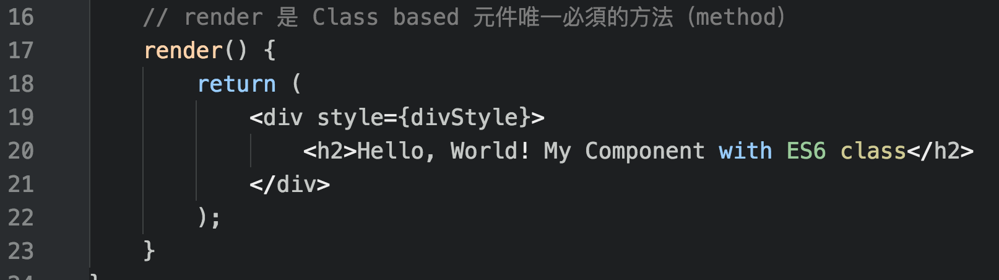 16 // render 是 Class based 元件唯一必須的方法（method）
17 render() {
18 return (
19 <div style={divStyle}>
20 <h2>Hello, World! My Component with ES6 class</h2>
21 </div>
22 );
23 }
24 }